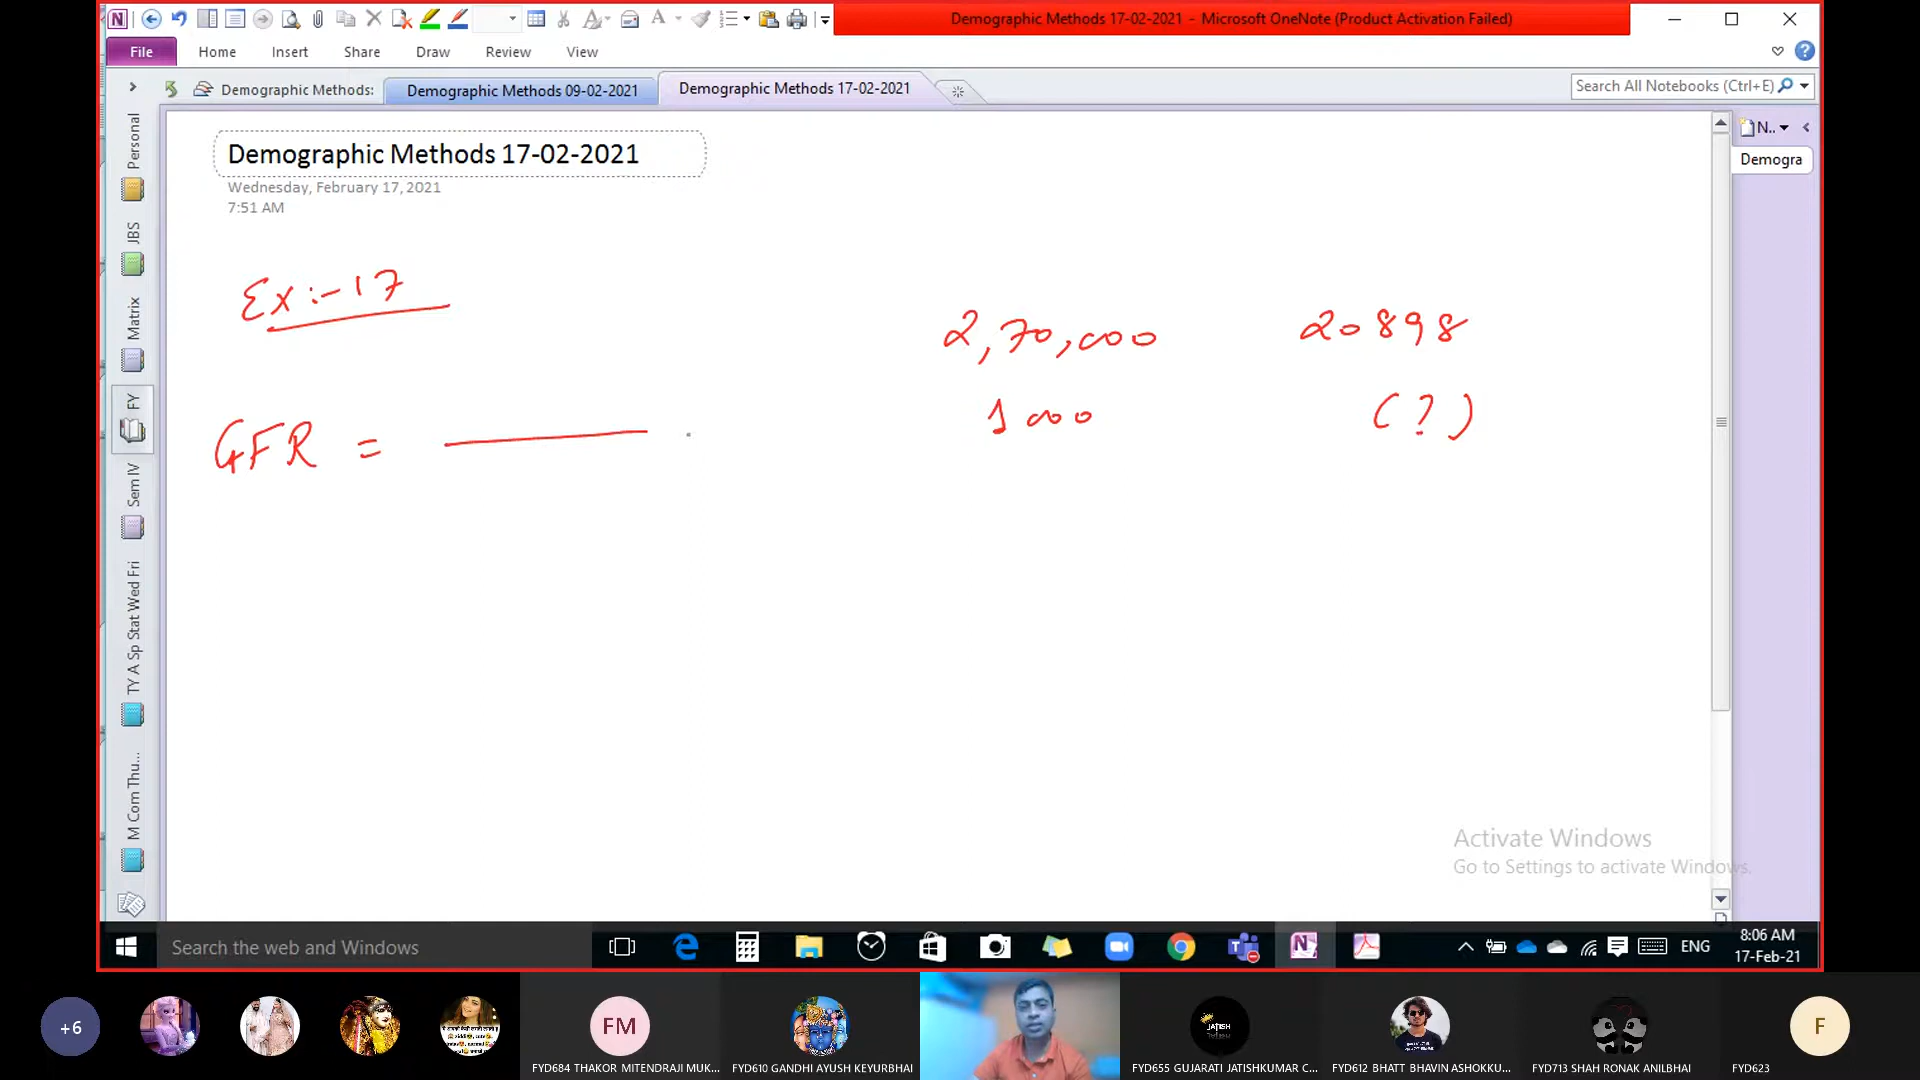 Demographic Methods 17-02-2021 - Microsoft OneNote (Product Activation Failed)
File Home Insert Share Draw Review View
Demographic Methods: Demographic Methods 09-02-2021 Demographic Methods 17-02-2021
Search All Notebooks (Ctrl+E)
N..
Demogra
Personal
JBS
Matrix
FY
Sem IV
TY A Sp Stat Wed Fri
M Com Thu...
Demographic Methods 17-02-2021
Wednesday, February 17, 2021
7:51 AM
Ex:-17
2,70,000 20898
1000 (?)
GFR =
Activate Windows
Go to Settings to activate Windows.
Search the web and Windows
ENG
8:06 AM
17-Feb-21
+6
FM
JATISH
F
FYD684 THAKOR MITENDRAJI MUK...
FYD610 GANDHI AYUSH KEYURBHAI
FYD655 GUJARATI JATISHKUMAR C...
FYD612 BHATT BHAVIN ASHOKKU...
FYD713 SHAH RONAK ANILBHAI
FYD623